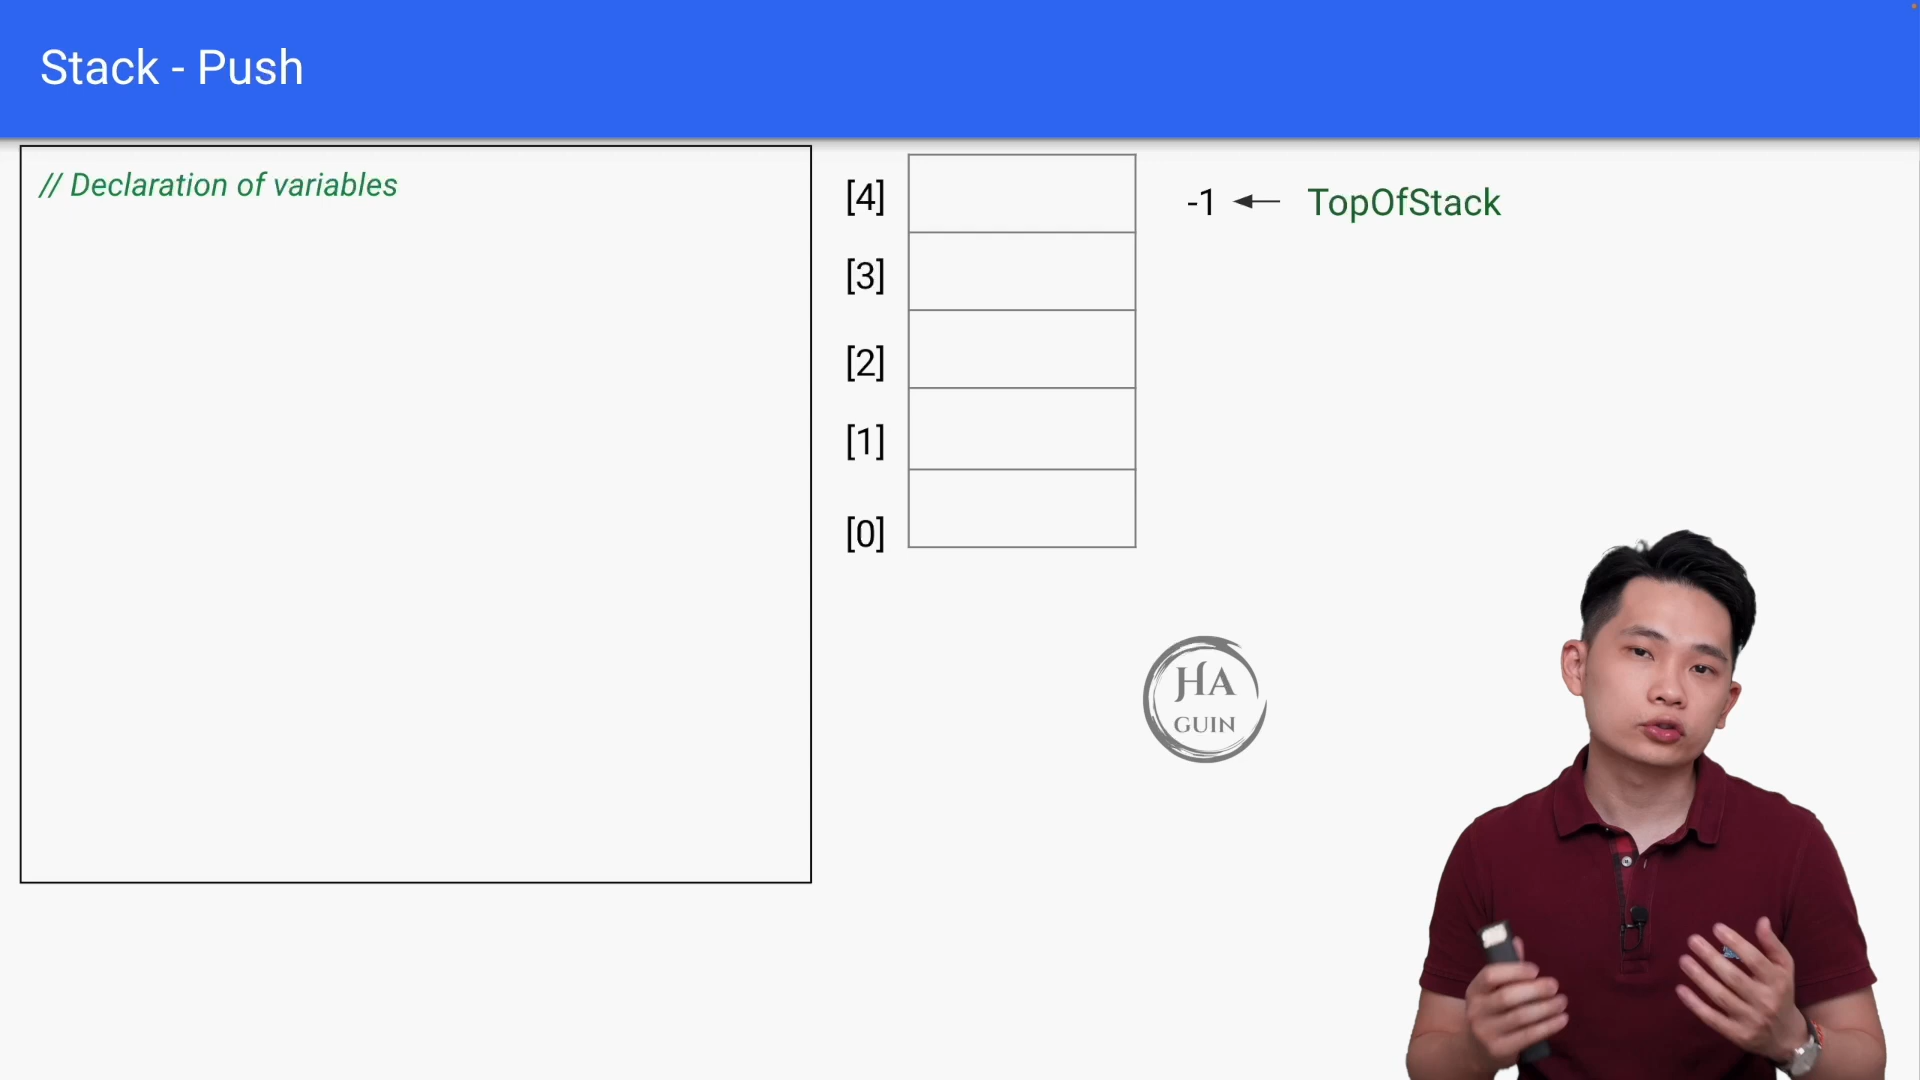 Stack - Push
// Declaration of variables
[4]
-1
TopOfStack
[3]
[2]
[1]
[0]
HA
GUIN